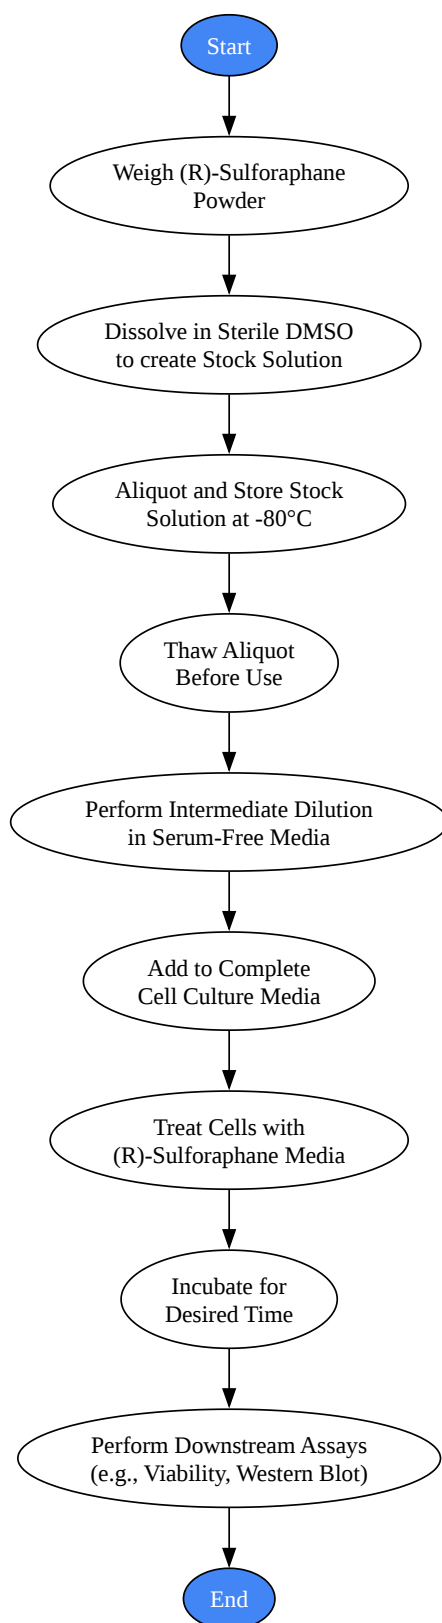 Start
Weigh (R)-Sulforaphane
Powder
Dissolve in Sterile DMSO
to create Stock Solution
Aliquot and Store Stock
Solution at -80°C
Thaw Aliquot
Before Use
Perform Intermediate Dilution
in Serum-Free Media
Add to Complete
Cell Culture Media
Treat Cells with
(R)-Sulforaphane Media
Incubate for
Desired Time
Perform Downstream Assays
(e.g., Viability, Western Blot)
End